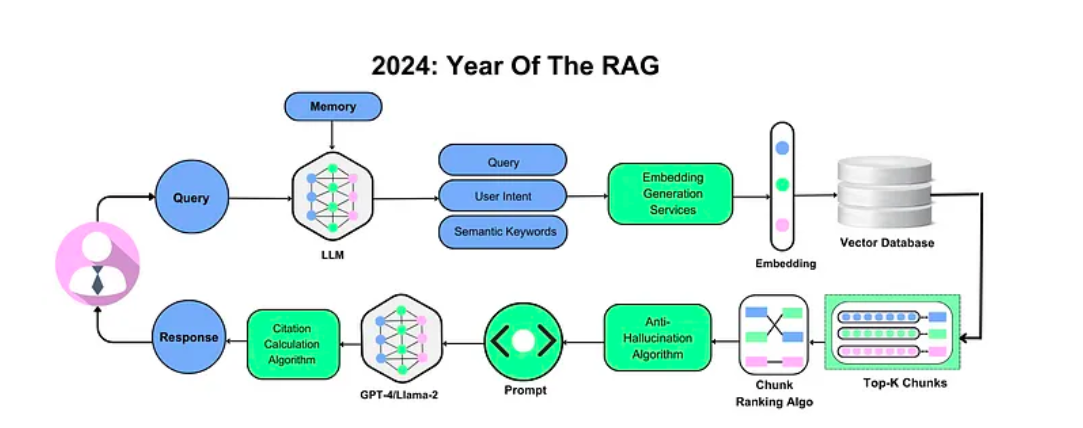 2024: Year Of The RAG
Memory
Query
LLM
Query
User Intent
Semantic Keywords
Embedding
Generation
Services
Embedding
Vector Database
Response
Citation
Calculation
Algorithm
GPT-4/Llama-2
Prompt
Anti-
Hallucination
Algorithm
Chunk
Ranking Algo
Top-K Chunks